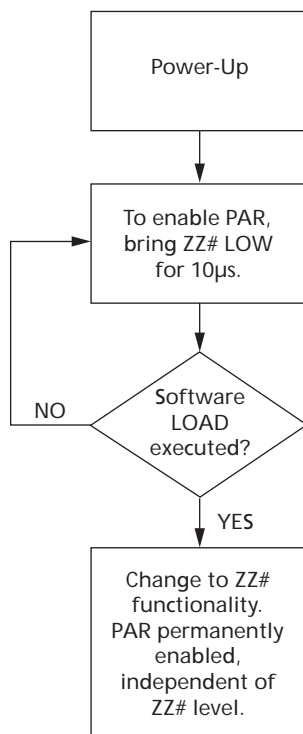 Power-Up
To enable PAR,
bring ZZ# LOW
for 10µs.
Software
LOAD
executed?
NO
YES
Change to ZZ#
functionality.
PAR permanently
enabled,
independent of
ZZ# level.